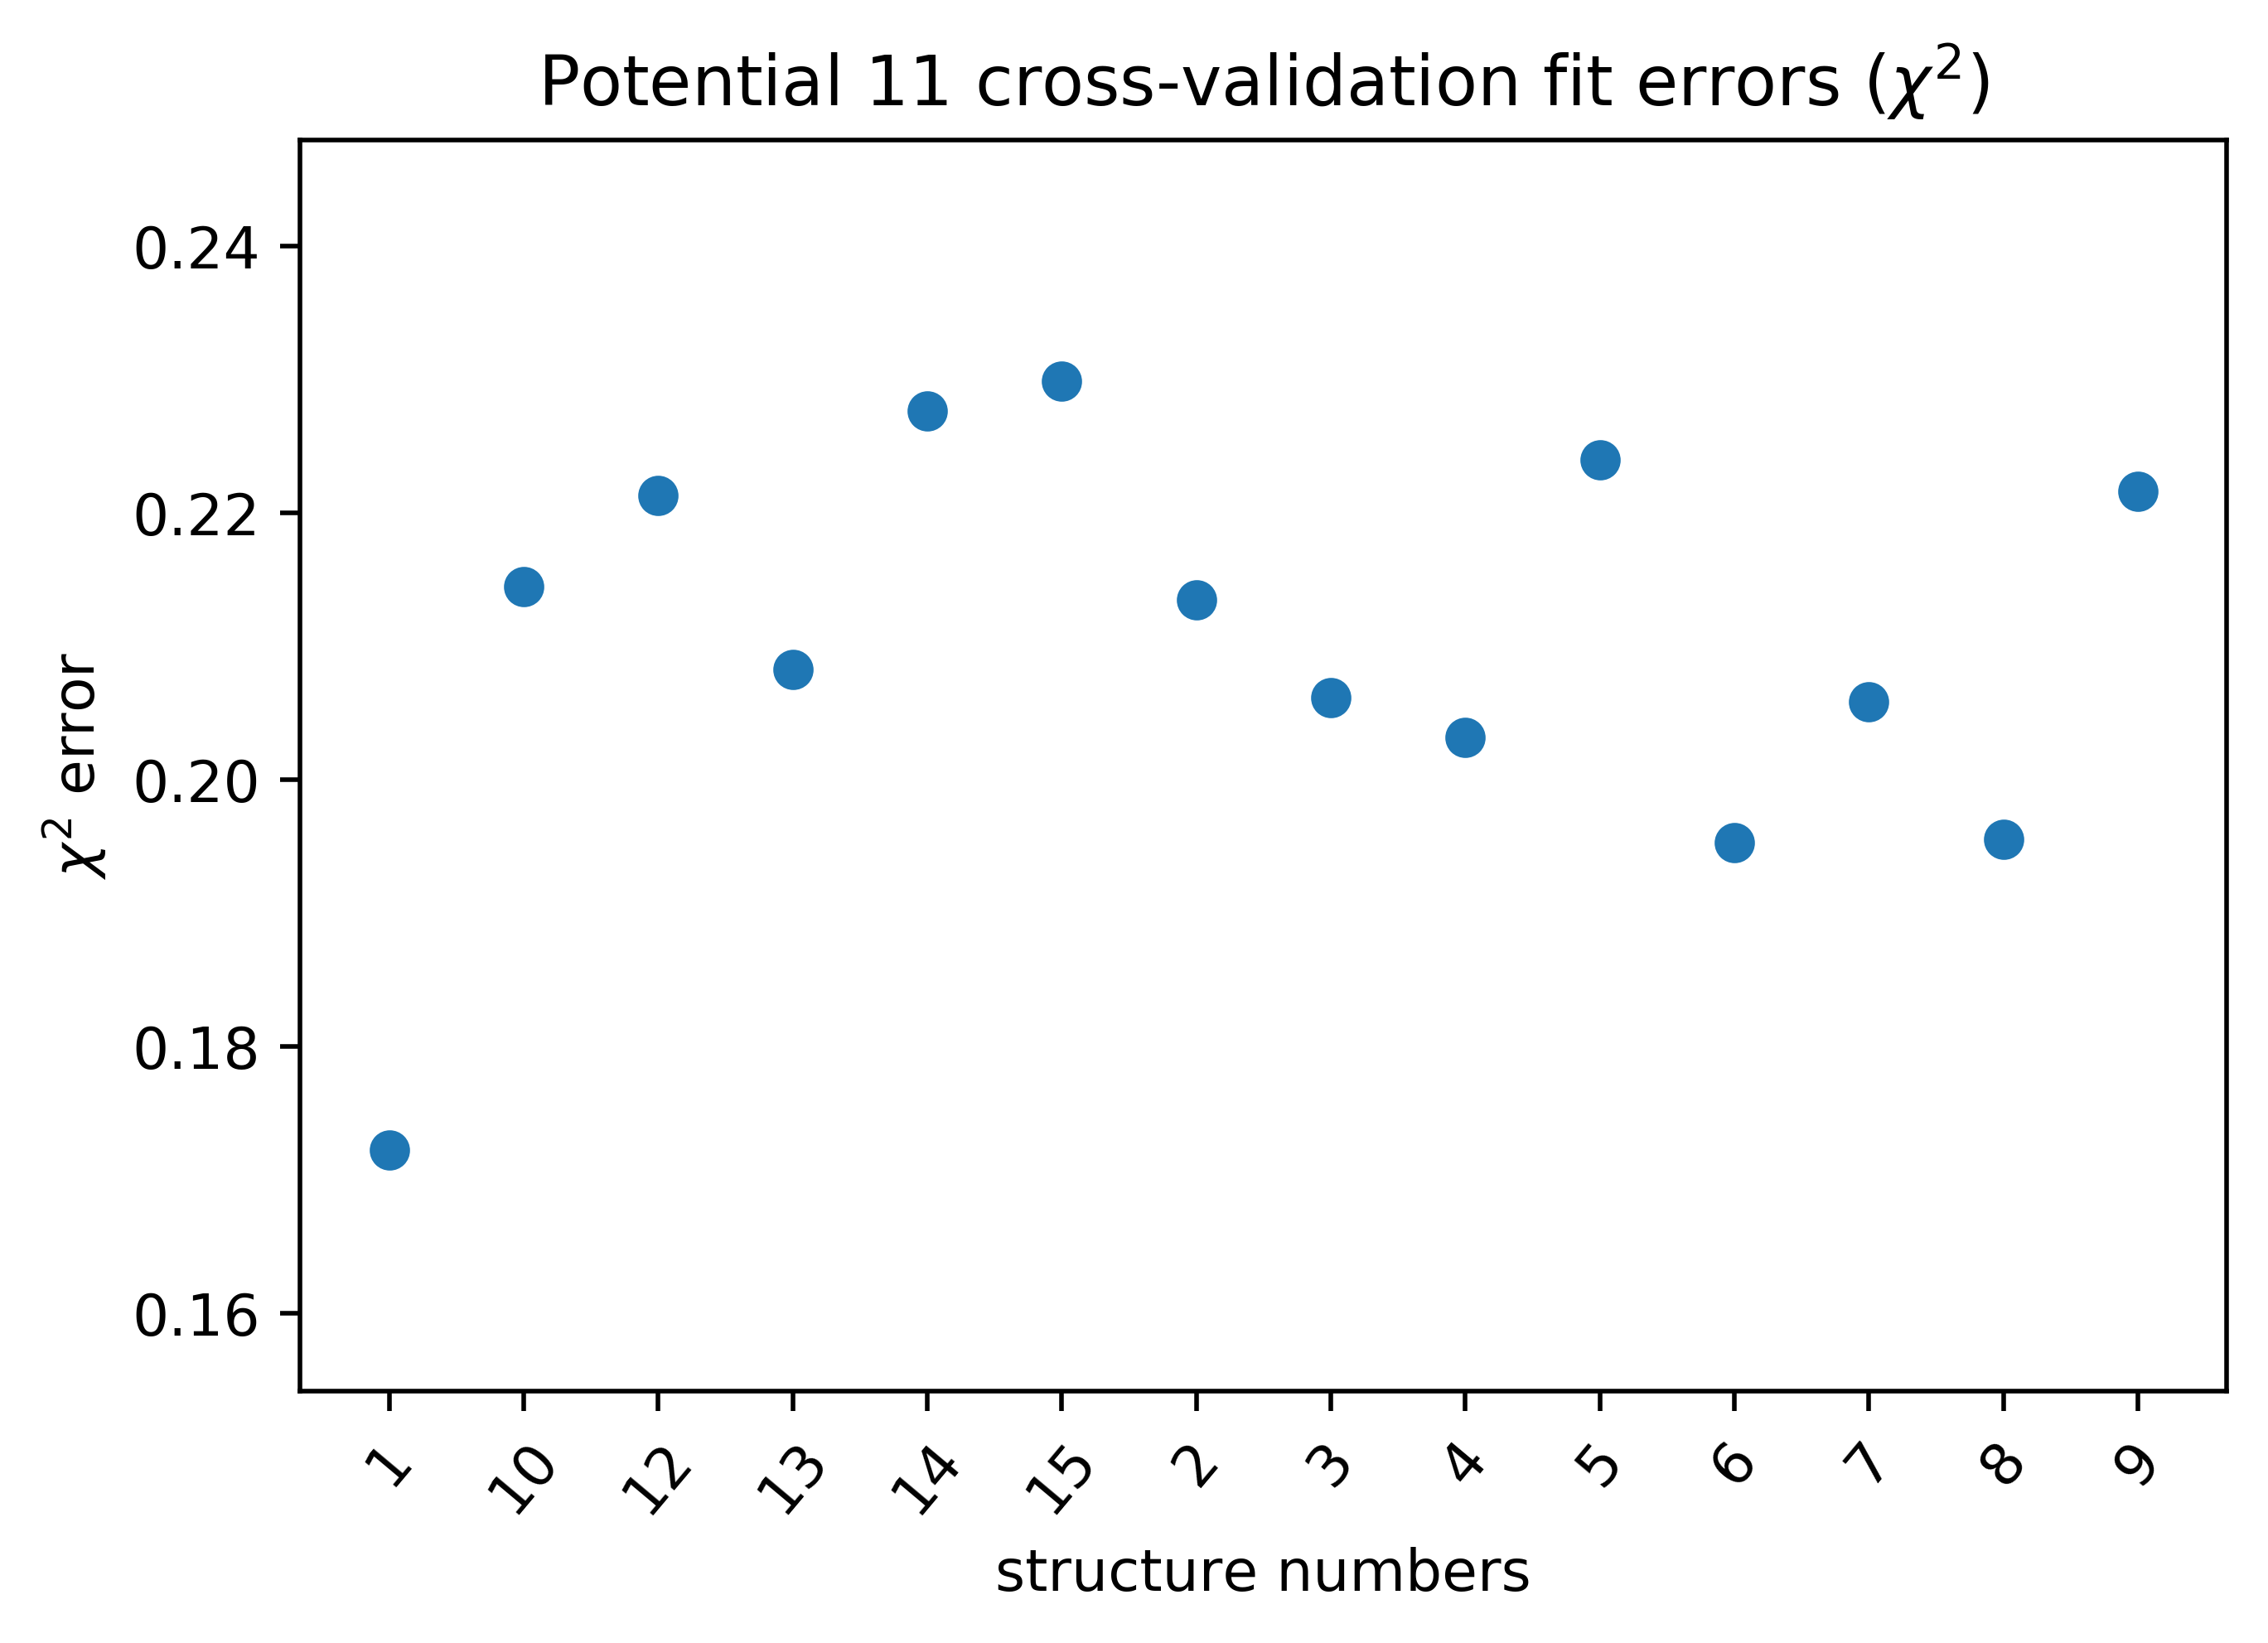 Potential 11 cross-validation fit errors (χ²)
χ² error
0.24
0.22
0.20
0.18
0.16
1 10 12 13 14 15 2 3 4 5 6 7 8 9
structure numbers